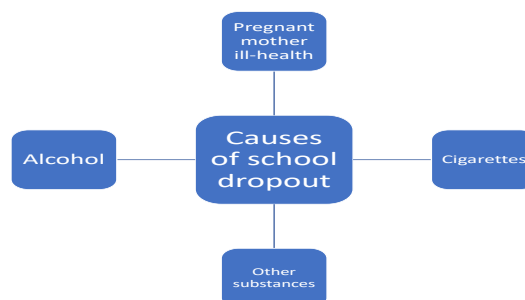 Pregnant
mother
ill-health
Alcohol
Causes
of school
dropout
Cigarettes
Other
substances